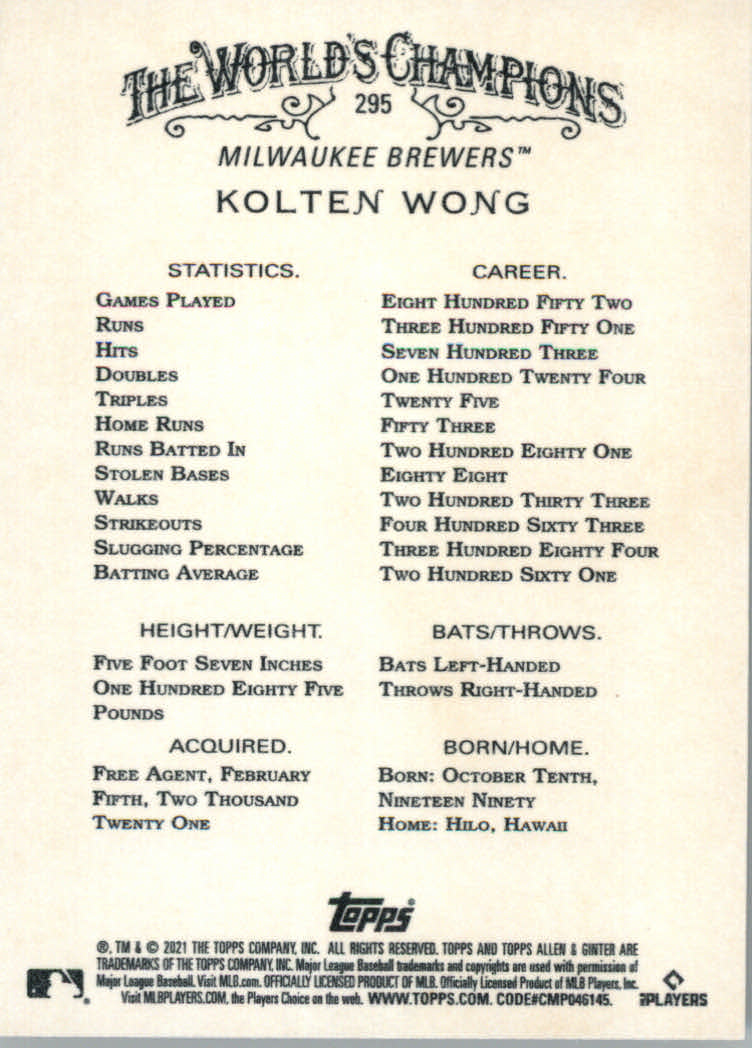 THE WORLD'S CHAMPIONS
295
MILWAUKEE BREWERS™
KOLTEN WONG
STATISTICS. CAREER.
GAMES PLAYED EIGHT HUNDRED FIFTY TWO
RUNS THREE HUNDRED FIFTY ONE
HITS SEVEN HUNDRED THREE
DOUBLES ONE HUNDRED TWENTY FOUR
TRIPLES TWENTY FIVE
HOME RUNS FIFTY THREE
RUNS BATTED IN TWO HUNDRED EIGHTY ONE
STOLEN BASES EIGHTY EIGHT
WALKS TWO HUNDRED THIRTY THREE
STRIKEOUTS FOUR HUNDRED SIXTY THREE
SLUGGING PERCENTAGE THREE HUNDRED EIGHTY FOUR
BATTING AVERAGE TWO HUNDRED SIXTY ONE
HEIGHT/WEIGHT.
FIVE FOOT SEVEN INCHES
ONE HUNDRED EIGHTY FIVE
POUNDS
BATS/THROWS.
BATS LEFT-HANDED
THROWS RIGHT-HANDED
ACQUIRED.
FREE AGENT, FEBRUARY
FIFTH, TWO THOUSAND
TWENTY ONE
BORN/HOME.
BORN: OCTOBER TENTH,
NINETEEN NINETY
HOME: HILO, HAWAII
Topps®
®, TM & © 2021 THE TOPPS COMPANY, INC. ALL RIGHTS RESERVED. TOPPS AND TOPPS ALLEN & GINTER ARE
TRADEMARKS OF THE TOPPS COMPANY, INC. Major League Baseball trademarks and copyrights are used with permission of
Major League Baseball. Visit MLB.com. OFFICIALLY LICENSED PRODUCT OF MLB. Officially Licensed Product of MLB Players, Inc.
Visit MLBPLAYERS.COM, the Players Choice on the web. WWW.TOPPS.COM. CODE#CMP046145.
PLAYERS